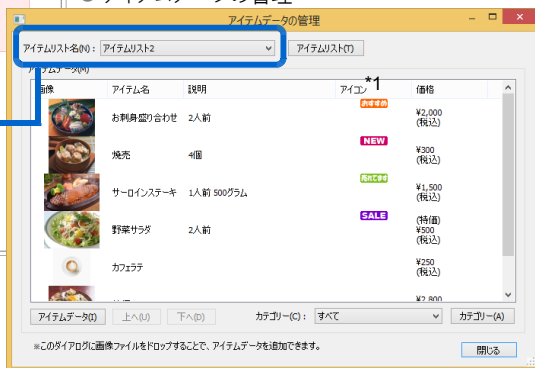 アイテムデータの管理
アイテムリスト名(N): アイテムリスト2 アイテムリスト(T)
アイテムデータ(M)
画像 アイテム名 説明 アイコン *1 価格
お刺身盛り合わせ 2人前 おすすめ ¥2,000
(税込)
焼売 4個 NEW ¥300
(税込)
サーロインステーキ 1人前 500グラム 売れてます ¥1,500
(税込)
野菜サラダ 2人前 SALE (特価)
¥500
(税込)
カフェラテ ¥250
(税込)
¥2,800
アイテムデータ(I) 上へ(U) 下へ(D) カテゴリー(C): すべて カテゴリー(A)
※このダイアログに画像ファイルをドロップすることで、アイテムデータを追加できます。
閉じる